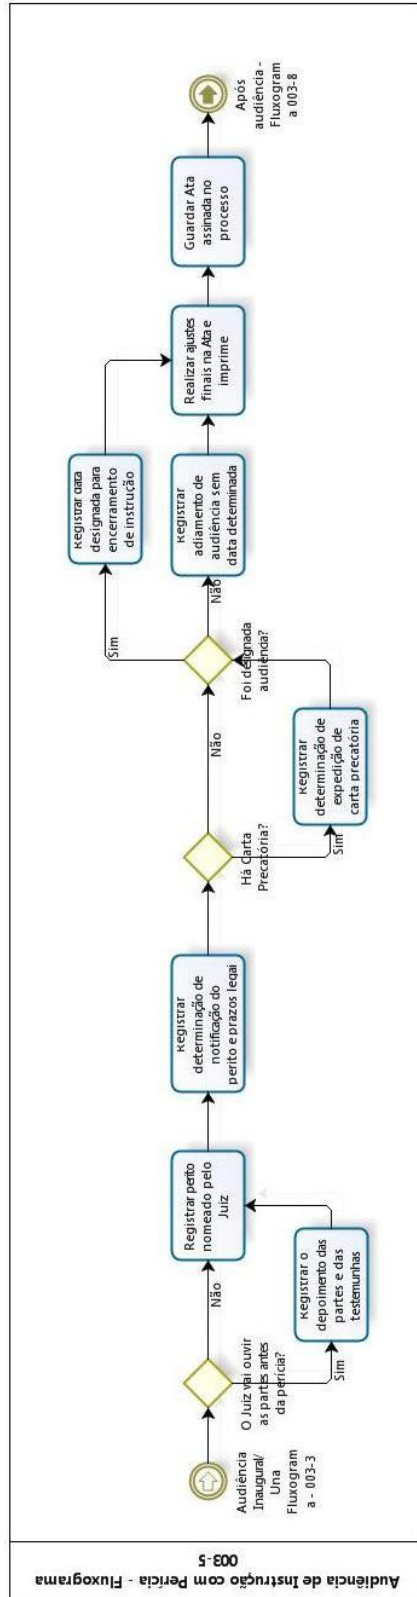 Audiência de Instrução com Perícia - Fluxograma
003-5
Audiência
Inaugural/
Una
Fluxogram
a - 003-3
O Juiz vai ouvir
as partes antes
da perícia?
Não
Sim
Registrar o
depoimento das
partes e das
testemunhas
Registrar perito
nomeado pelo
Juiz
Registrar
determinação de
notificação do
perito e prazos legai
Há Carta
Precatória?
Não
Sim
Registrar
determinação de
expedição de
carta precatória
Foi designada
audiência?
Sim
Não
Registrar data
designada para
encerramento
de instrução
Registrar
adiamento de
audiência sem
data determinada
Realizar ajustes
finais na Ata e
imprime
Guardar Ata
assinada no
processo
Após
audiência -
Fluxogram
a 003-8